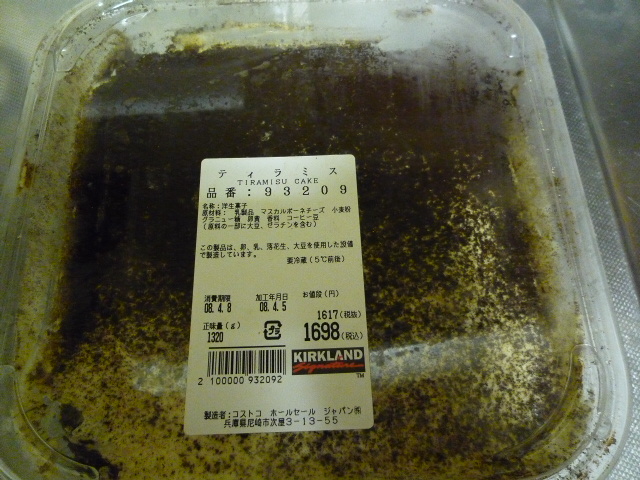 ティラミス
TIRAMISU CAKE
品番:93209
名称:洋生菓子
原材料: 乳製品 マスカルポーネチーズ 小麦粉
グラニュー糖 卵黄 香料 コーヒー豆
(原料の一部に大豆、ゼラチンを含む)
この製品は、卵、乳、落花生、大豆を使用した設備
で製造しています。
要冷蔵(5℃前後)
消費期限 加工年月日 お値段(円)
08.4.8 08.4.5
1617(税抜)
正味量(g)
1320 プラ 1698(税込)
KIRKLAND
Signature TM
2 100000 932092
製造者:コストコ ホールセール ジャパン㈱
兵庫県尼崎市次屋3-13-55